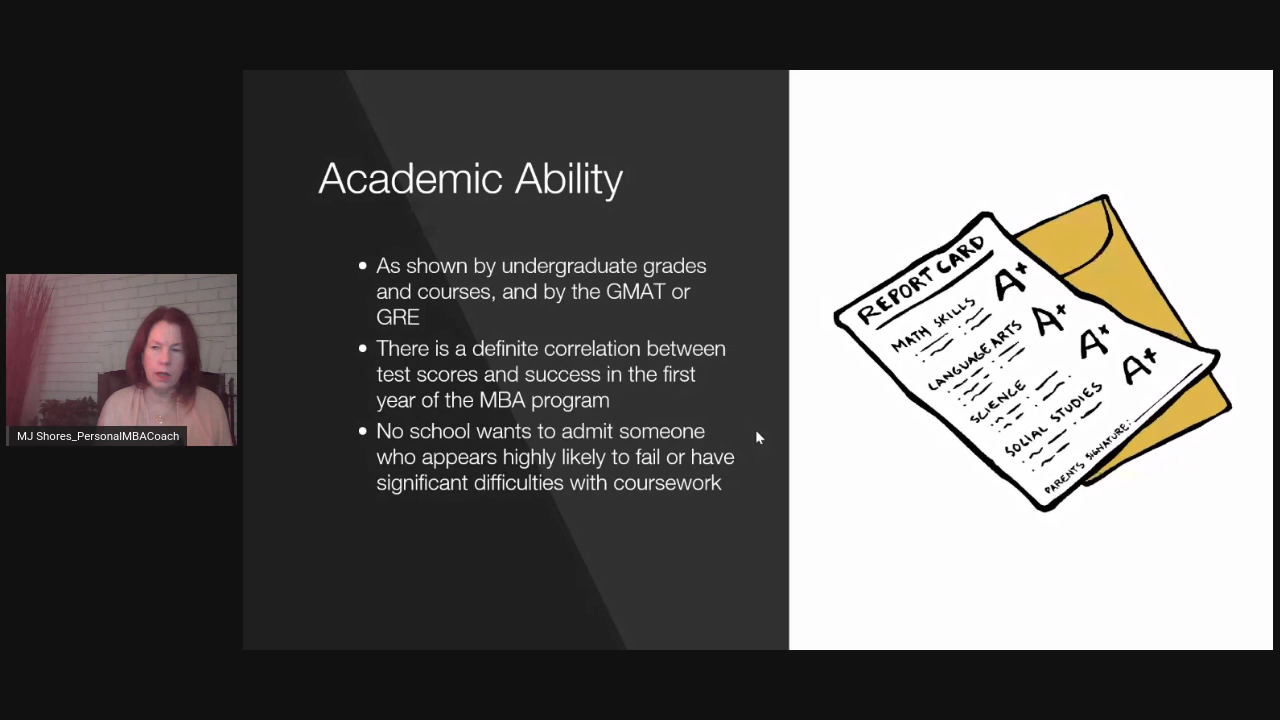 Academic Ability
• As shown by undergraduate grades
and courses, and by the GMAT or
GRE
• There is a definite correlation between
test scores and success in the first
year of the MBA program
• No school wants to admit someone
who appears highly likely to fail or have
significant difficulties with coursework
MJ Shores_PersonalMBACoach
REPORT CARD
MATH SKILLS A+
LANGUAGE ARTS A+
SCIENCE A+
SOCIAL STUDIES A+
PARENTS SIGNATURE: